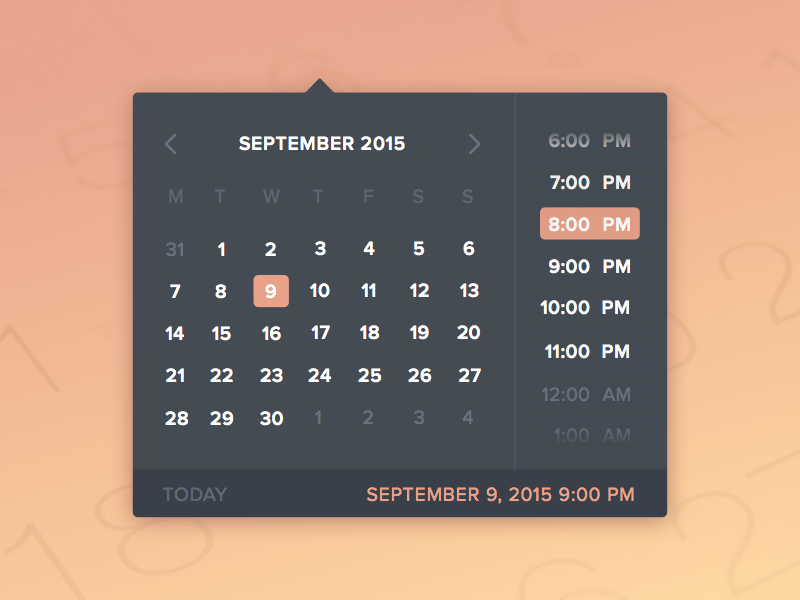 SEPTEMBER 2015
M T W T F S S
31 1 2 3 4 5 6
7 8 9 10 11 12 13
14 15 16 17 18 19 20
21 22 23 24 25 26 27
28 29 30 1 2 3 4
6:00 PM
7:00 PM
8:00 PM
9:00 PM
10:00 PM
11:00 PM
12:00 AM
1:00 AM
TODAY SEPTEMBER 9, 2015 9:00 PM